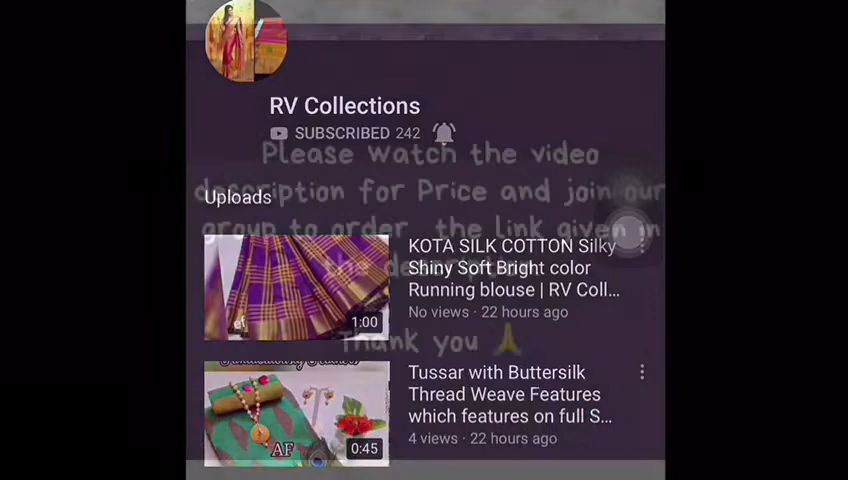 RV Collections
SUBSCRIBED 242
Please watch the video
description for Price and join our
Uploads
group to order the link given in
the description
KOTA SILK COTTON Silky
Shiny Soft Bright color
Running blouse | RV Coll...
No views · 22 hours ago
1:00
Thank you 🙏
Tussar with Buttersilk
Thread Weave Features
which features on full S...
4 views · 22 hours ago
AF
0:45